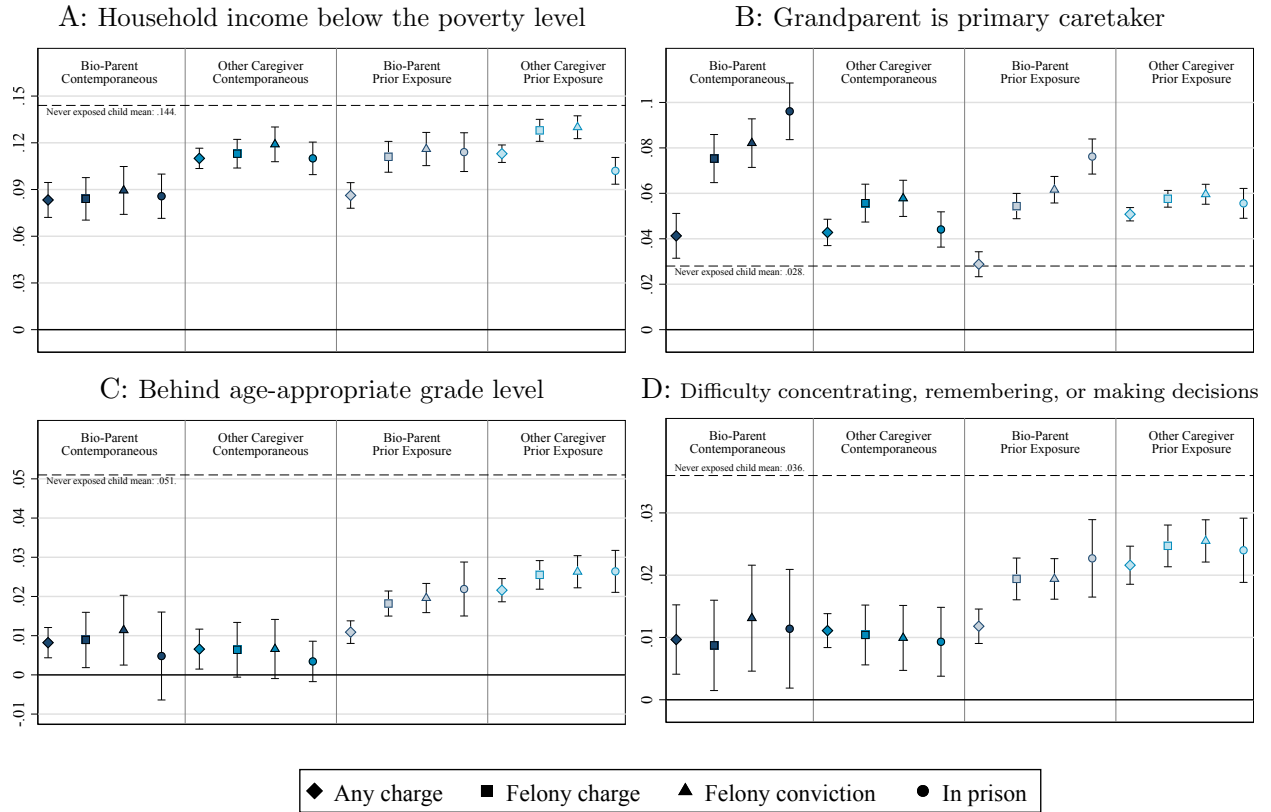 A: Household income below the poverty level
Bio-Parent
Contemporaneous
Other Caregiver
Contemporaneous
Bio-Parent
Prior Exposure
Other Caregiver
Prior Exposure
.15
Never exposed child mean: .144.
.12
.09
.06
.03
0
B: Grandparent is primary caretaker
Bio-Parent
Contemporaneous
Other Caregiver
Contemporaneous
Bio-Parent
Prior Exposure
Other Caregiver
Prior Exposure
.1
.08
.06
.04
Never exposed child mean: .028.
.02
0
C: Behind age-appropriate grade level
Bio-Parent
Contemporaneous
Other Caregiver
Contemporaneous
Bio-Parent
Prior Exposure
Other Caregiver
Prior Exposure
.05
Never exposed child mean: .051.
.04
.03
.02
.01
0
-.01
D: Difficulty concentrating, remembering, or making decisions
Bio-Parent
Contemporaneous
Other Caregiver
Contemporaneous
Bio-Parent
Prior Exposure
Other Caregiver
Prior Exposure
Never exposed child mean: .036.
.03
.02
.01
0
Any charge Felony charge Felony conviction In prison